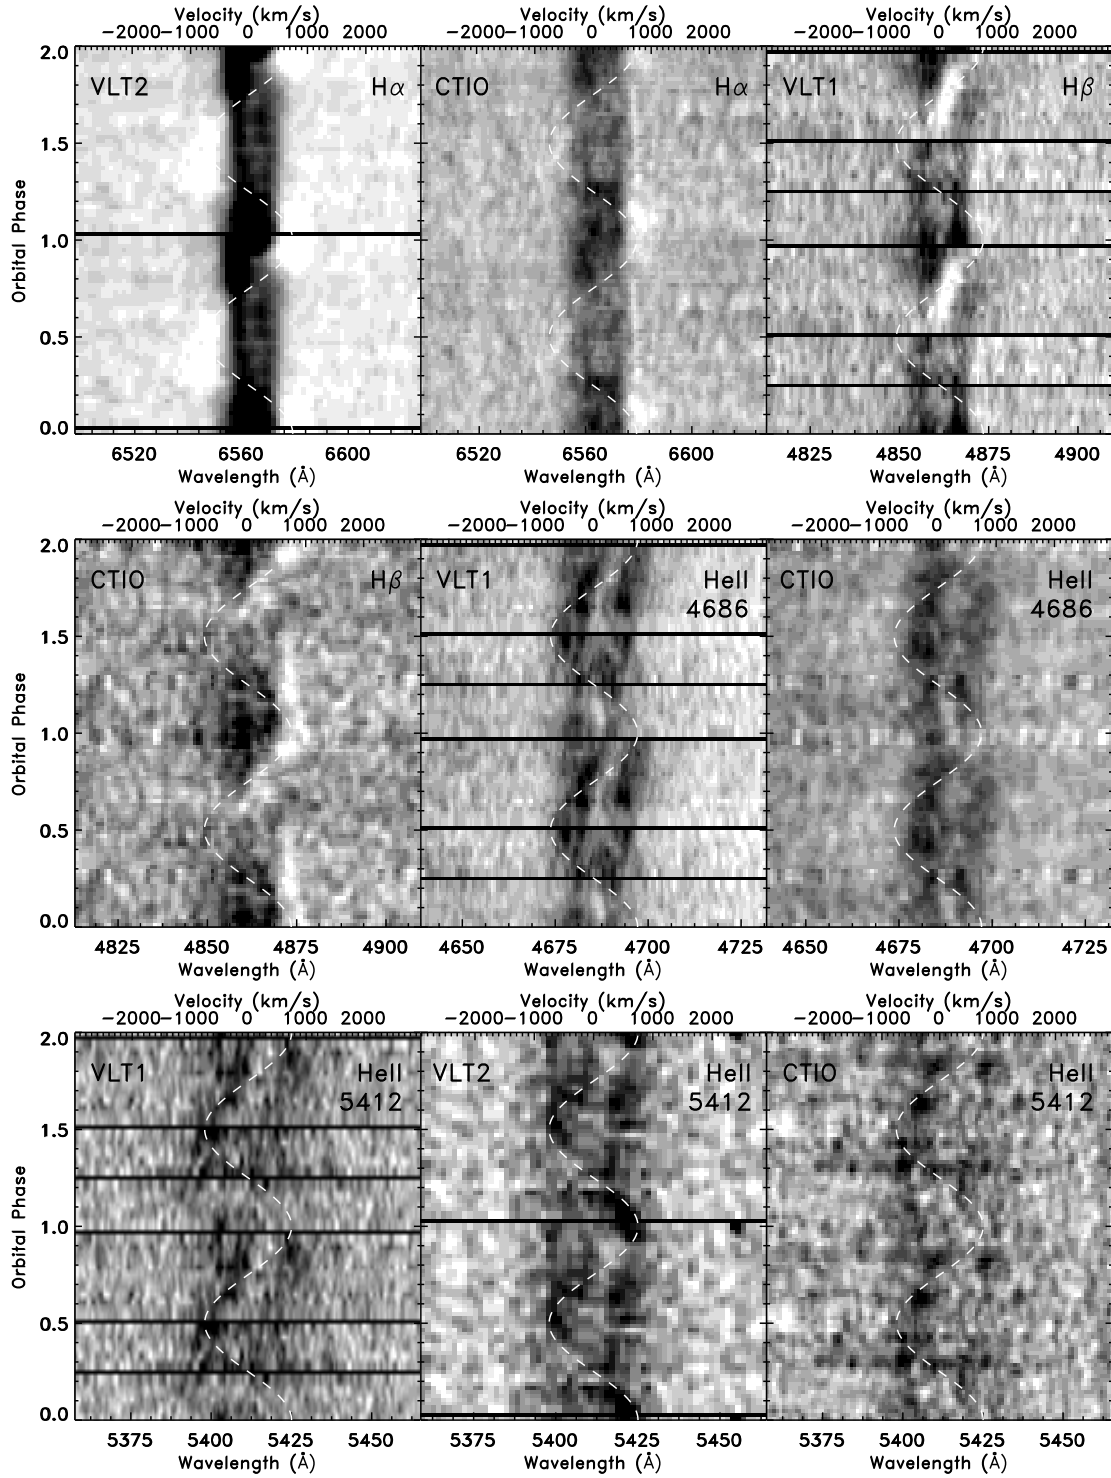 Velocity (km/s) Velocity (km/s) Velocity (km/s)
−2000−1000 0 1000 2000 −2000−1000 0 1000 2000 −2000−1000 0 1000 2000
2.0 VLT2 Hα CTIO Hα VLT1 Hβ
1.5
Orbital Phase
1.0
0.5
0.0
6520 6560 6600 6520 6560 6600 4825 4850 4875 4900
Wavelength (Å) Wavelength (Å) Wavelength (Å)
Velocity (km/s) Velocity (km/s) Velocity (km/s)
−2000−1000 0 1000 2000 −2000−1000 0 1000 2000 −2000−1000 0 1000 2000
2.0
CTIO Hβ VLT1 HeII CTIO HeII
4686 4686
1.5
Orbital Phase
1.0
0.5
0.0
4825 4850 4875 4900 4650 4675 4700 4725 4650 4675 4700 4725
Wavelength (Å) Wavelength (Å) Wavelength (Å)
Velocity (km/s) Velocity (km/s) Velocity (km/s)
−2000−1000 0 1000 2000 −2000−1000 0 1000 2000 −2000−1000 0 1000 2000
2.0
VLT1 HeII VLT2 HeII CTIO HeII
5412 5412 5412
1.5
Orbital Phase
1.0
0.5
0.0
5375 5400 5425 5450 5375 5400 5425 5450 5375 5400 5425 5450
Wavelength (Å) Wavelength (Å) Wavelength (Å)